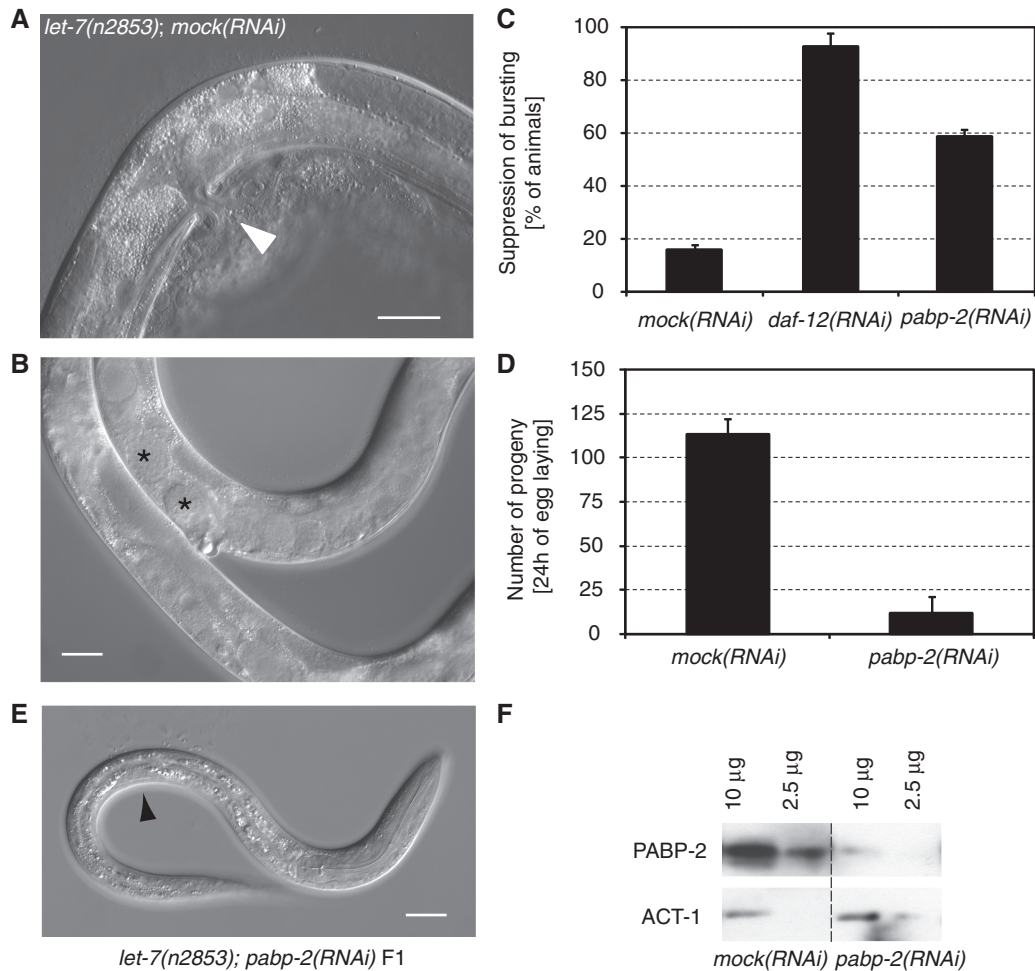 A
let-7(n2853); mock(RNAi)
B
*
*
E
let-7(n2853); pabp-2(RNAi) F1
C
Suppression of bursting
[% of animals]
100
80
60
40
20
0
mock(RNAi) daf-12(RNAi) pabp-2(RNAi)
D
Number of progeny
[24h of egg laying]
150
125
100
75
50
25
0
mock(RNAi) pabp-2(RNAi)
F
10 µg 2.5 µg 10 µg 2.5 µg
PABP-2
ACT-1
mock(RNAi) pabp-2(RNAi)